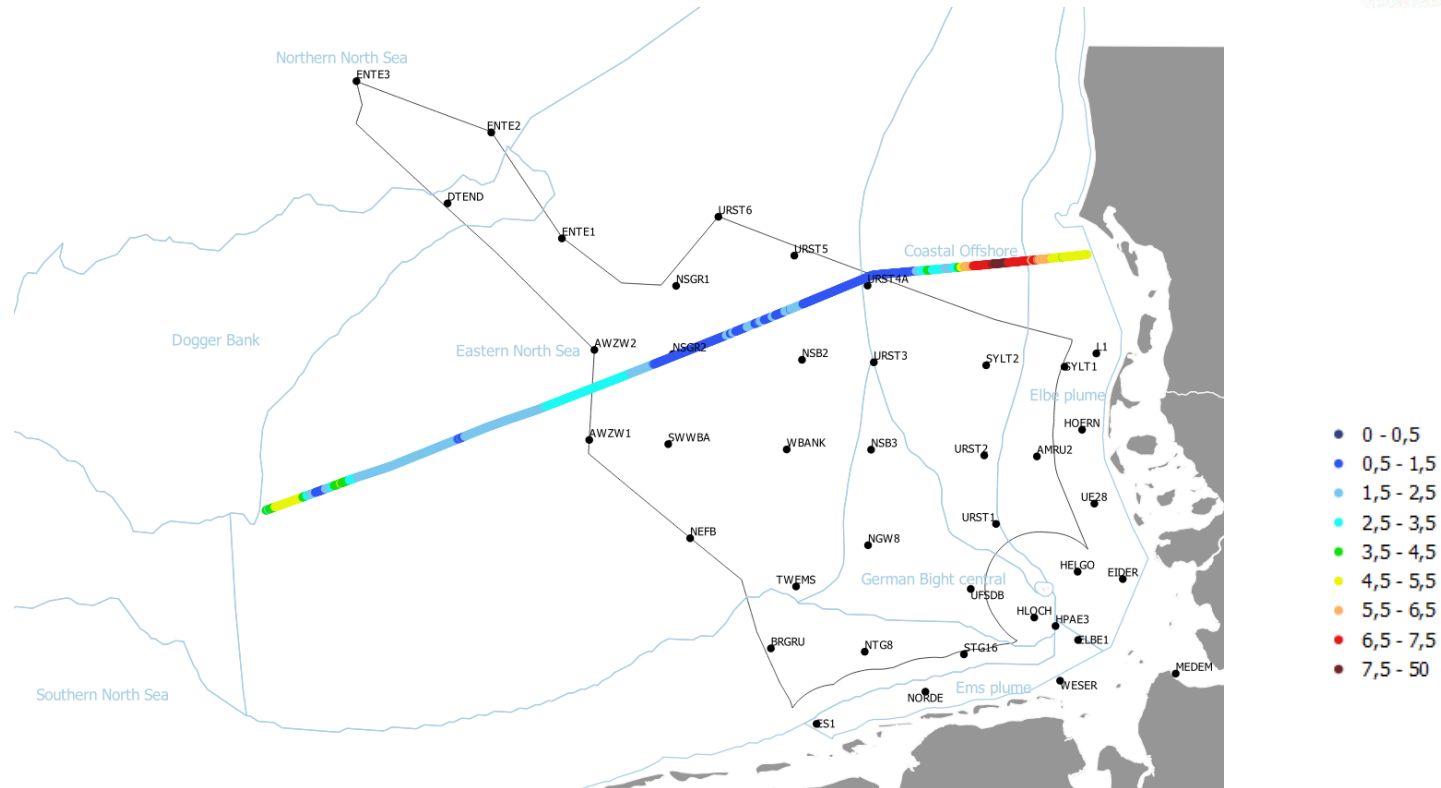 Northern North Sea
ENTE3
ENTE2
DTEND
URST6
ENTE1
URST5
Coastal Offshore
NSGR1
URST4A
Dogger Bank
Eastern North Sea
AWZW2
NSGR2
NSB2
URST3
SYLT2
L1
SYLT1
Elbe plume
AWZW1
SWWBA
WBANK
NSB3
URST2
AMRU2
HOERN
UE28
URST1
NEFB
NGW8
HELGO
EIDER
TWEMS
German Bight central
UFSDB
HLOCH
HPAE3
ELBE1
BRGRU
NTG8
STG16
MEDEM
Southern North Sea
Ems plume
WESER
NORDE
ES1
0 - 0,5
0,5 - 1,5
1,5 - 2,5
2,5 - 3,5
3,5 - 4,5
4,5 - 5,5
5,5 - 6,5
6,5 - 7,5
7,5 - 50